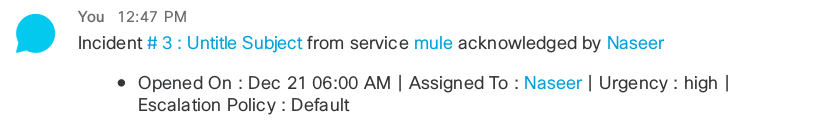 You 12:47 PM
Incident # 3 : Untitle Subject from service mule acknowledged by Naseer
• Opened On : Dec 21 06:00 AM | Assigned To : Naseer | Urgency : high |
Escalation Policy : Default